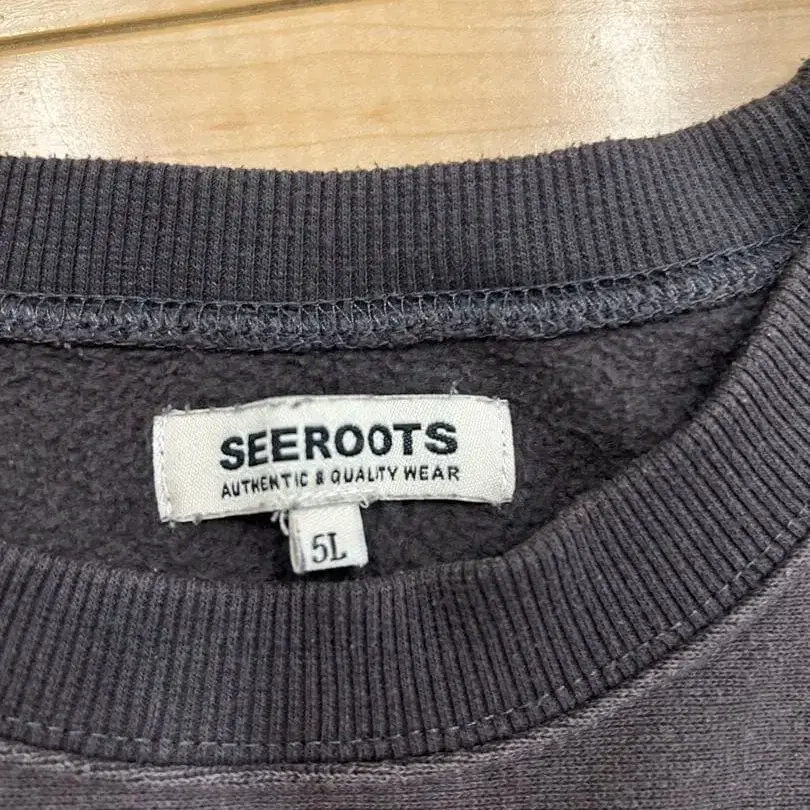 SEEROOTS
AUTHENTIC & QUALITY WEAR
5L